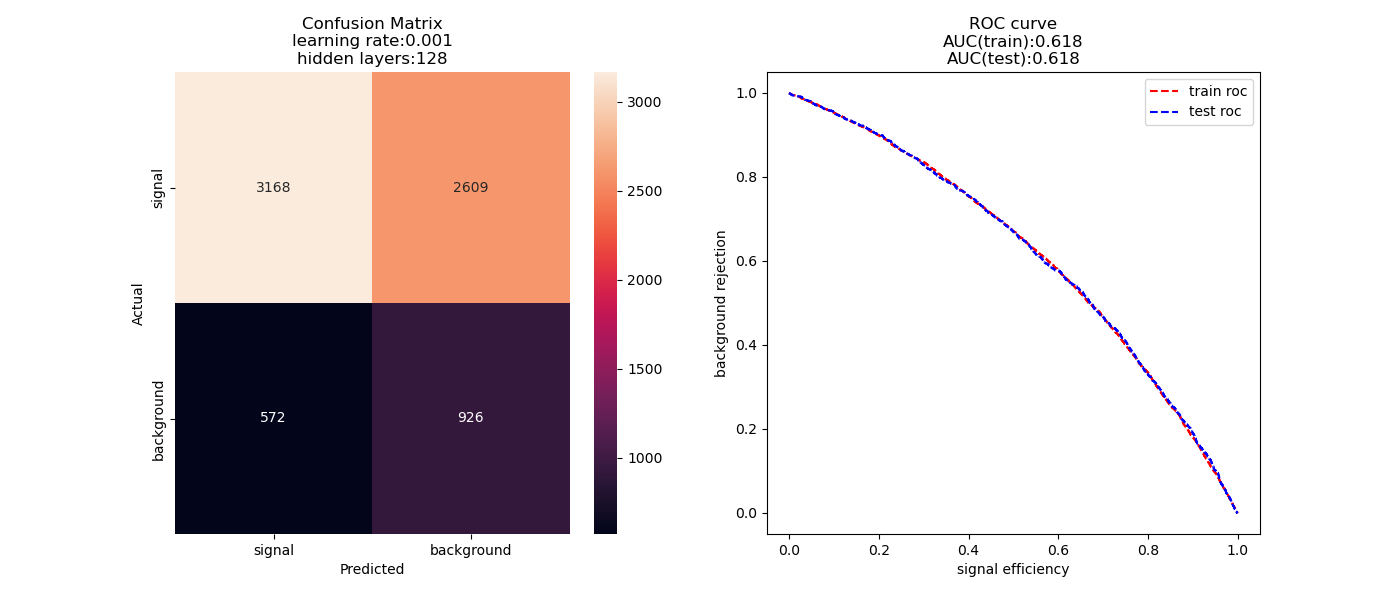 Confusion Matrix
learning rate:0.001
hidden layers:128
signal
background
Actual
3168
2609
572
926
signal
background
Predicted
3000
2500
2000
1500
1000
ROC curve
AUC(train):0.618
AUC(test):0.618
train roc
test roc
1.0
0.8
0.6
0.4
0.2
0.0
background rejection
0.0
0.2
0.4
0.6
0.8
1.0
signal efficiency